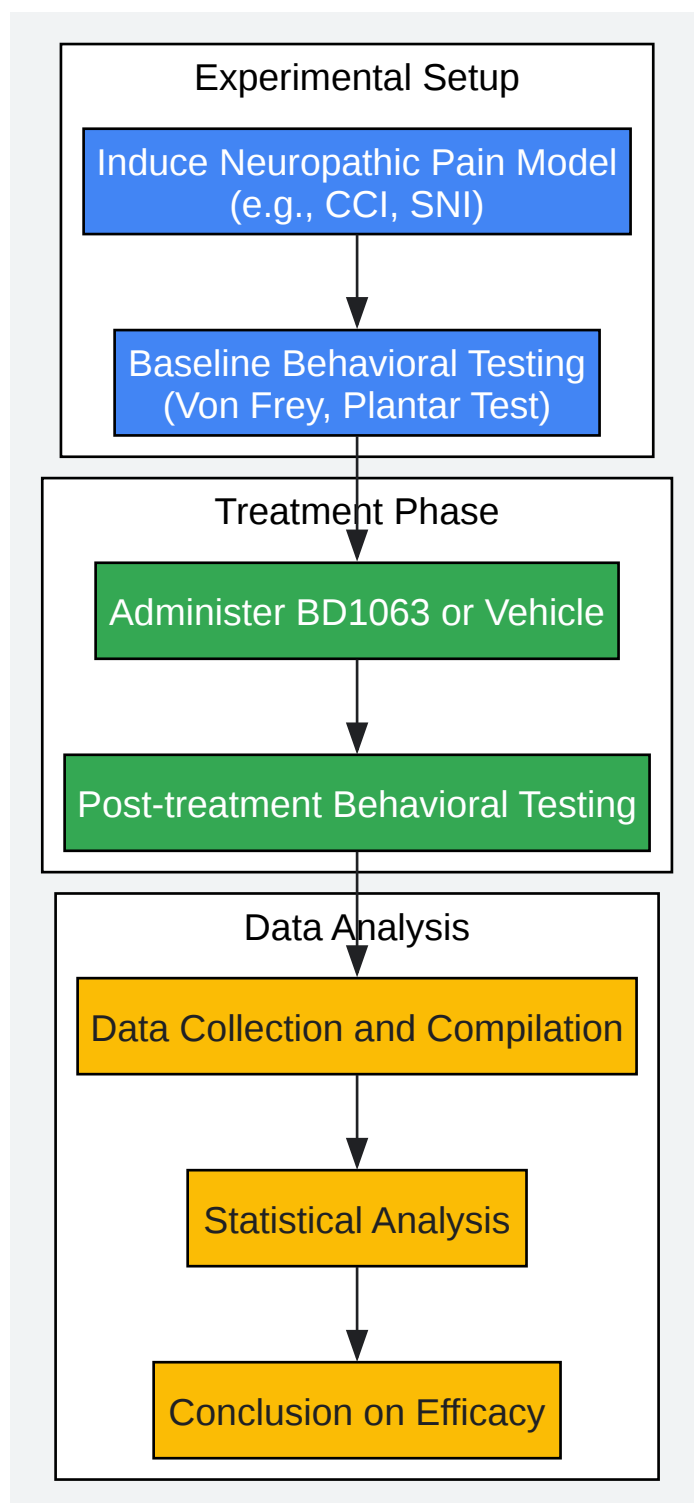 Experimental Setup
Induce Neuropathic Pain Model
(e.g., CCI, SNI)
Baseline Behavioral Testing
(Von Frey, Plantar Test)
Treatment Phase
Administer BD1063 or Vehicle
Post-treatment Behavioral Testing
Data Analysis
Data Collection and Compilation
Statistical Analysis
Conclusion on Efficacy